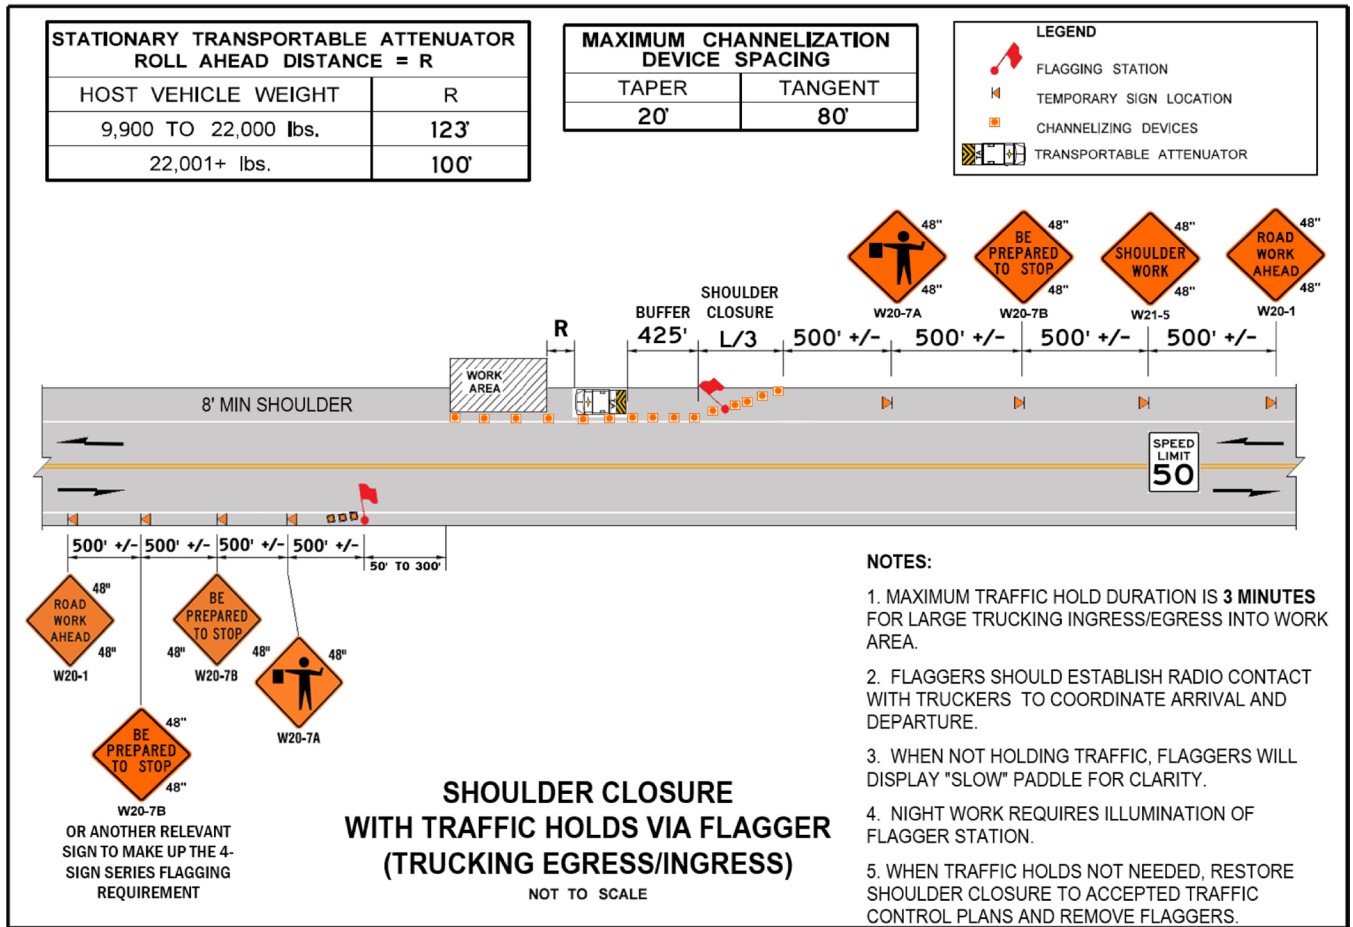 STATIONARY TRANSPORTABLE ATTENUATOR
ROLL AHEAD DISTANCE = R
HOST VEHICLE WEIGHT R
9,900 TO 22,000 lbs. 123'
22,001+ lbs. 100'
MAXIMUM CHANNELIZATION
DEVICE SPACING
TAPER TANGENT
20' 80'
LEGEND
FLAGGING STATION
TEMPORARY SIGN LOCATION
CHANNELIZING DEVICES
TRANSPORTABLE ATTENUATOR
48"
48"
W20-7A
BE
PREPARED
TO STOP
48"
48"
W20-7B
SHOULDER
WORK
48"
48"
W21-5
ROAD
WORK
AHEAD
48"
48"
W20-1
R
BUFFER
425'
SHOULDER
CLOSURE
L/3
500' +/- 500' +/- 500' +/- 500' +/-
WORK
AREA
8' MIN SHOULDER
SPEED
LIMIT
50
500' +/- 500' +/- 500' +/- 500' +/-
50' TO 300'
ROAD
WORK
AHEAD
48"
48"
W20-1
BE
PREPARED
TO STOP
48"
48"
W20-7B
OR ANOTHER RELEVANT
SIGN TO MAKE UP THE 4-
SIGN SERIES FLAGGING
REQUIREMENT
BE
PREPARED
TO STOP
48"
48"
W20-7B
48"
48"
W20-7A
SHOULDER CLOSURE
WITH TRAFFIC HOLDS VIA FLAGGER
(TRUCKING EGRESS/INGRESS)
NOT TO SCALE
NOTES:
1. MAXIMUM TRAFFIC HOLD DURATION IS 3 MINUTES
FOR LARGE TRUCKING INGRESS/EGRESS INTO WORK
AREA.
2. FLAGGERS SHOULD ESTABLISH RADIO CONTACT
WITH TRUCKERS TO COORDINATE ARRIVAL AND
DEPARTURE.
3. WHEN NOT HOLDING TRAFFIC, FLAGGERS WILL
DISPLAY "SLOW" PADDLE FOR CLARITY.
4. NIGHT WORK REQUIRES ILLUMINATION OF
FLAGGER STATION.
5. WHEN TRAFFIC HOLDS NOT NEEDED, RESTORE
SHOULDER CLOSURE TO ACCEPTED TRAFFIC
CONTROL PLANS AND REMOVE FLAGGERS.